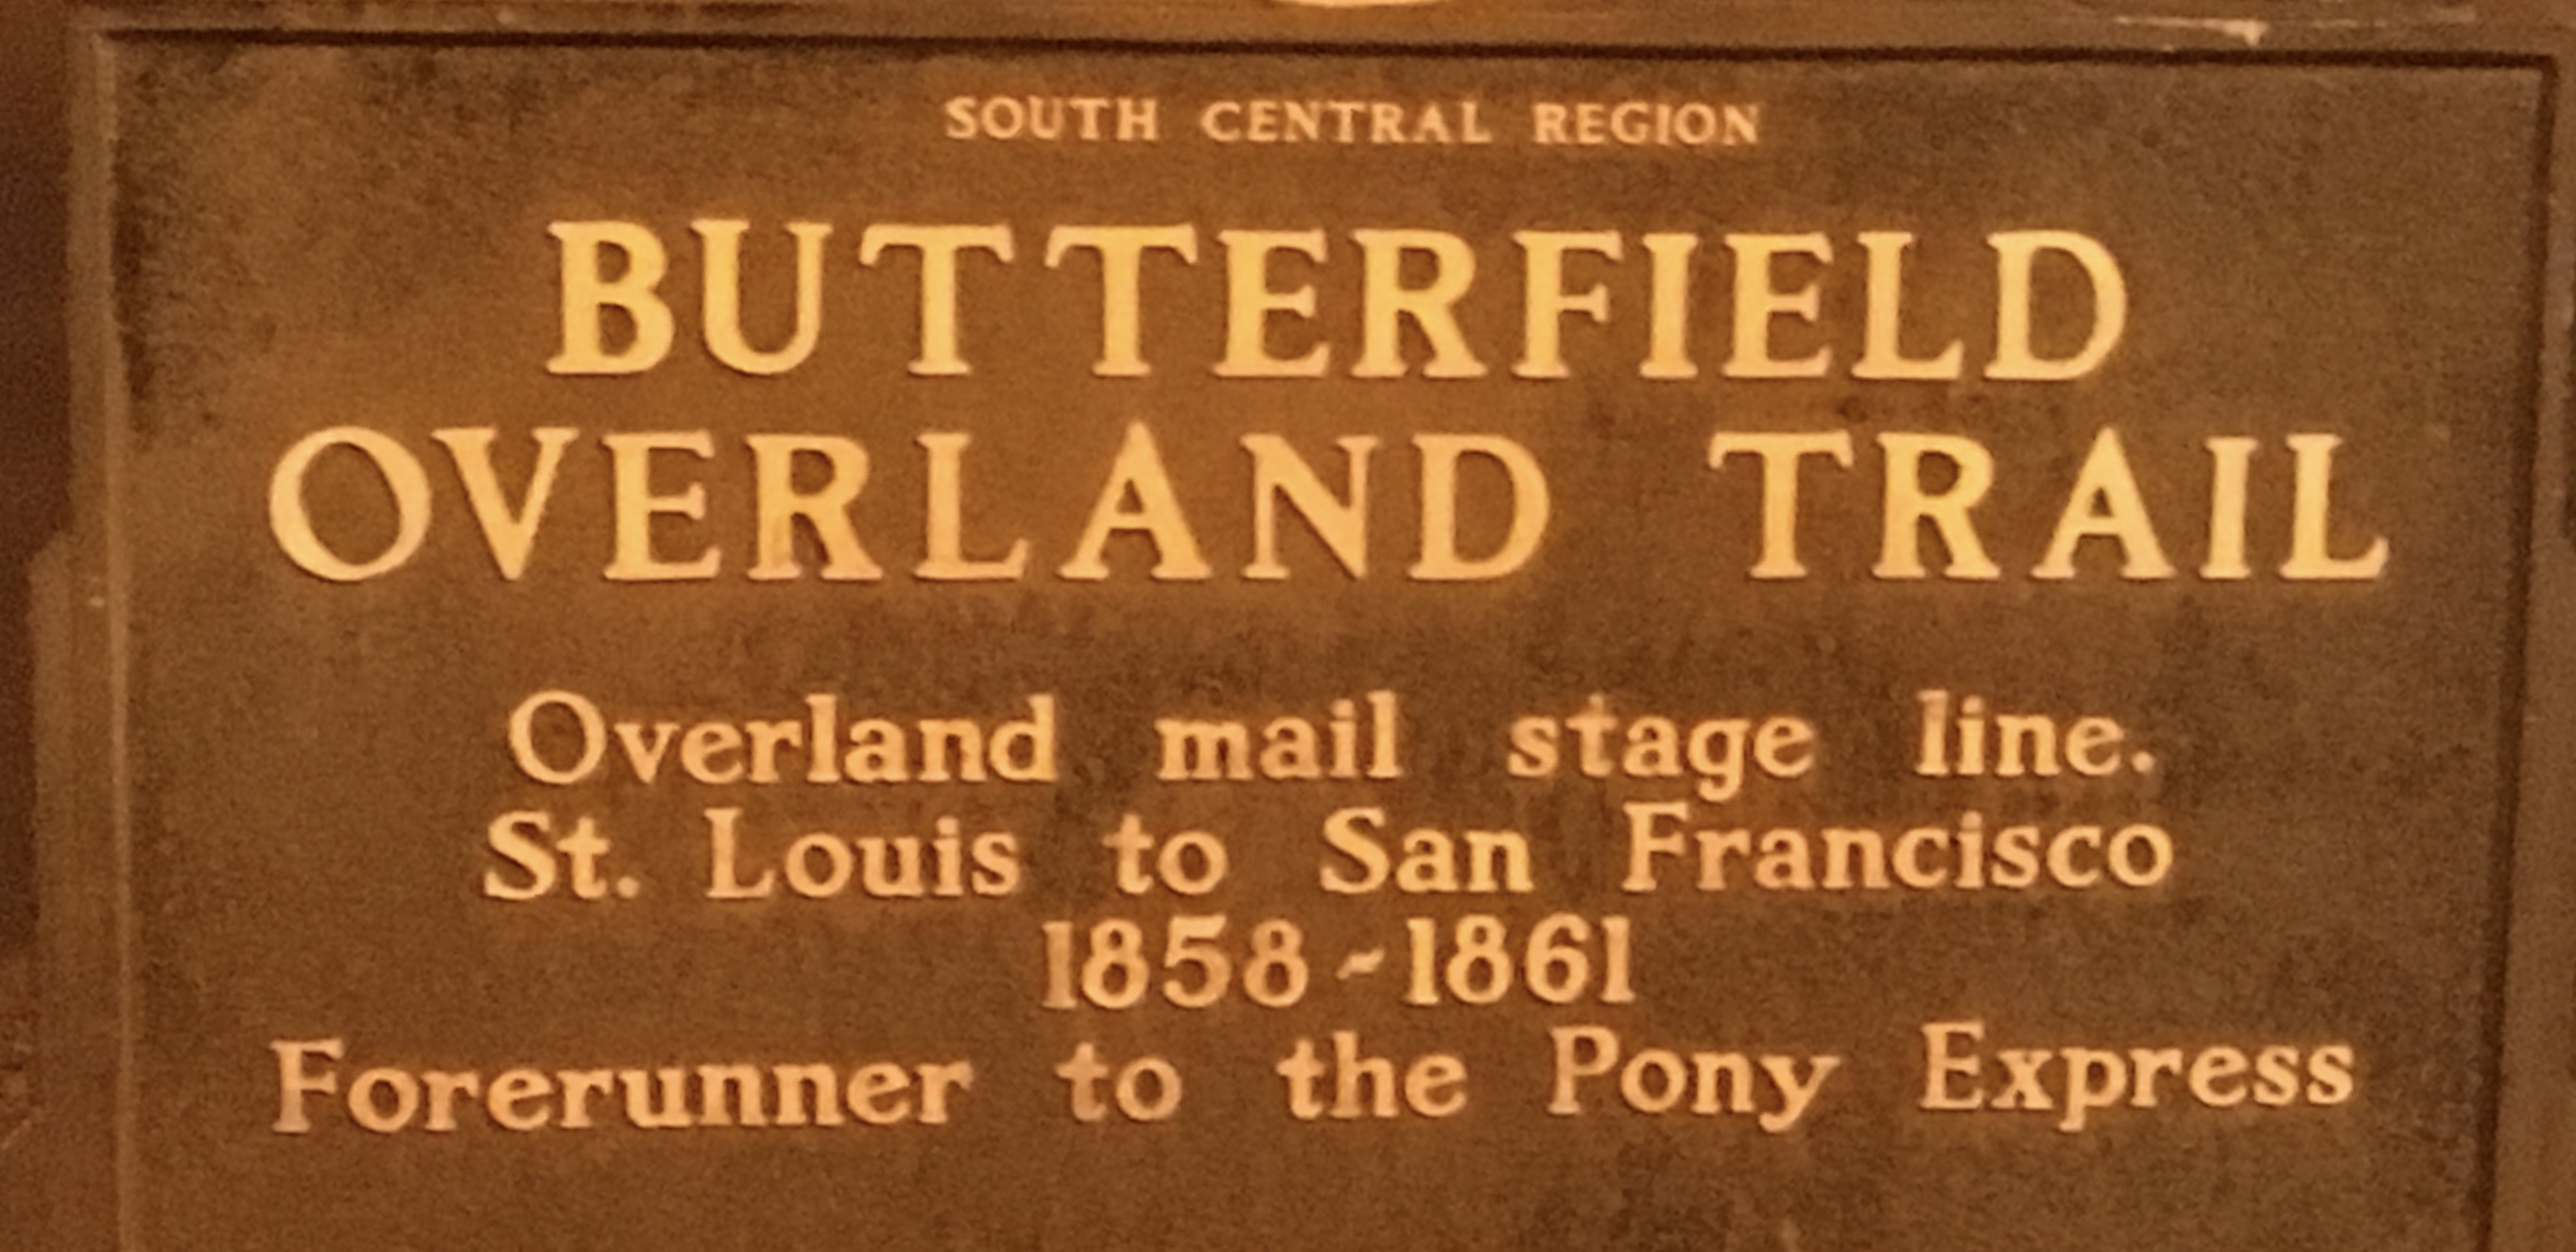 SOUTH CENTRAL REGION
BUTTERFIELD
OVERLAND TRAIL
Overland mail stage line.
St. Louis to San Francisco
1858-1861
Forerunner to the Pony Express